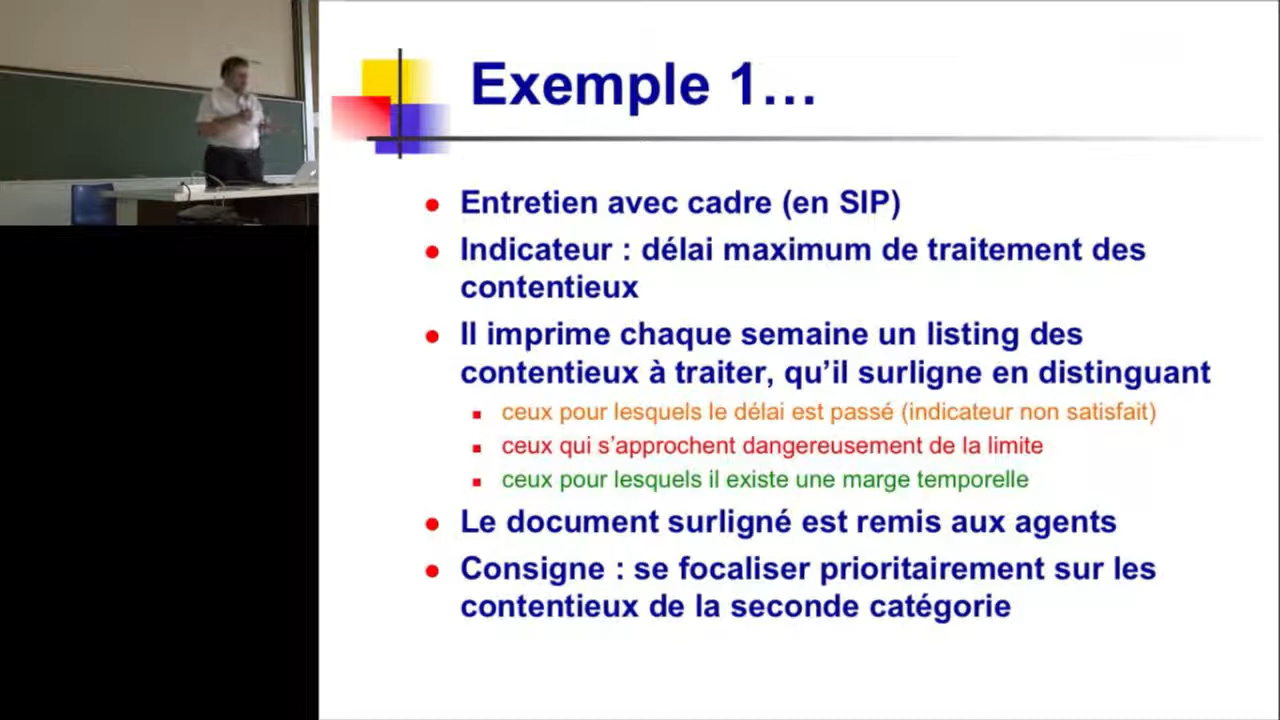 Exemple 1…
Entretien avec cadre (en SIP)
Indicateur : délai maximum de traitement des
contentieux
Il imprime chaque semaine un listing des
contentieux à traiter, qu’il surligne en distinguant
ceux pour lesquels le délai est passé (indicateur non satisfait)
ceux qui s’approchent dangereusement de la limite
ceux pour lesquels il existe une marge temporelle
Le document surligné est remis aux agents
Consigne : se focaliser prioritairement sur les
contentieux de la seconde catégorie